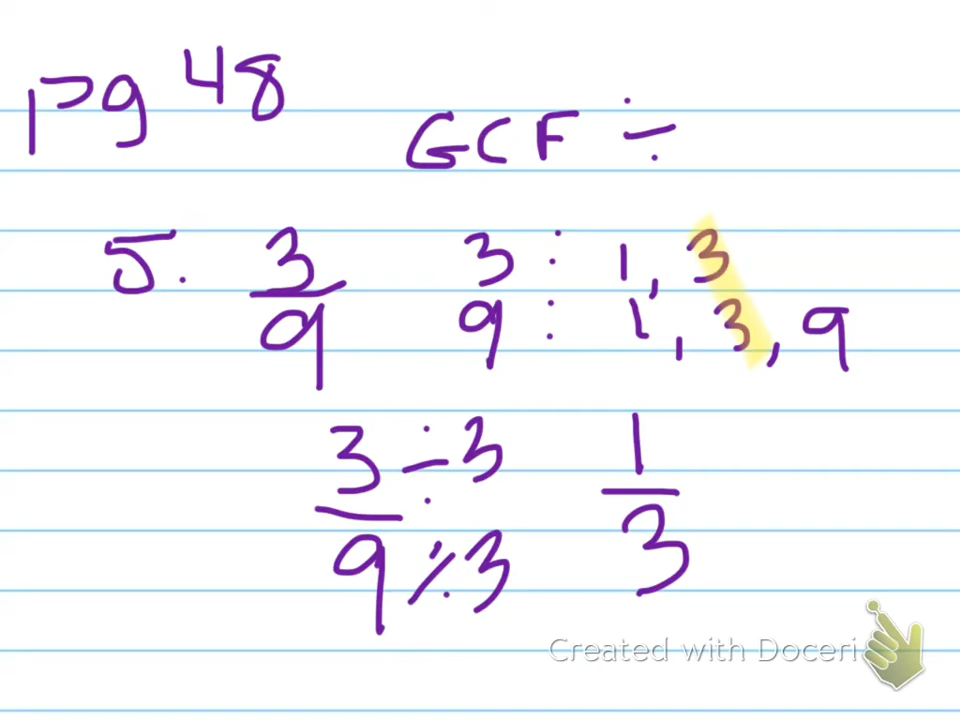 pg 48
GCF ÷
5. 3/9 3 : 1, 3
9 : 1, 3, 9
3 ÷ 3 1
9 ÷ 3 3
Created with Doceri